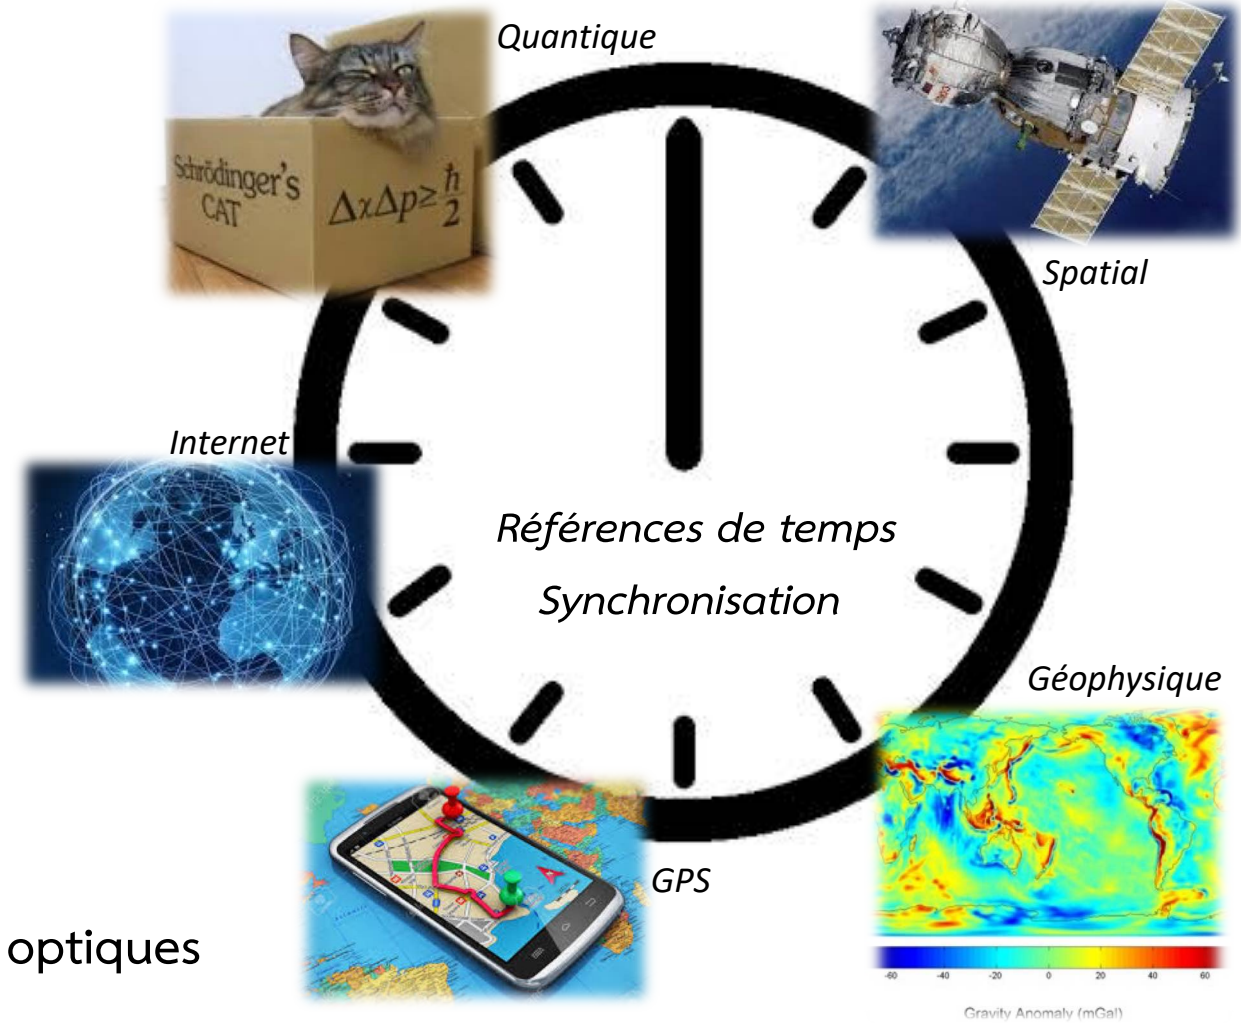 Quantique
Schrödinger's
CAT
ΔxΔp≥ħ/2
Spatial
Internet
Références de temps
Synchronisation
Géophysique
GPS
optiques
-60 -40 -20 0 20 40 60
Gravity Anomaly (mGal)